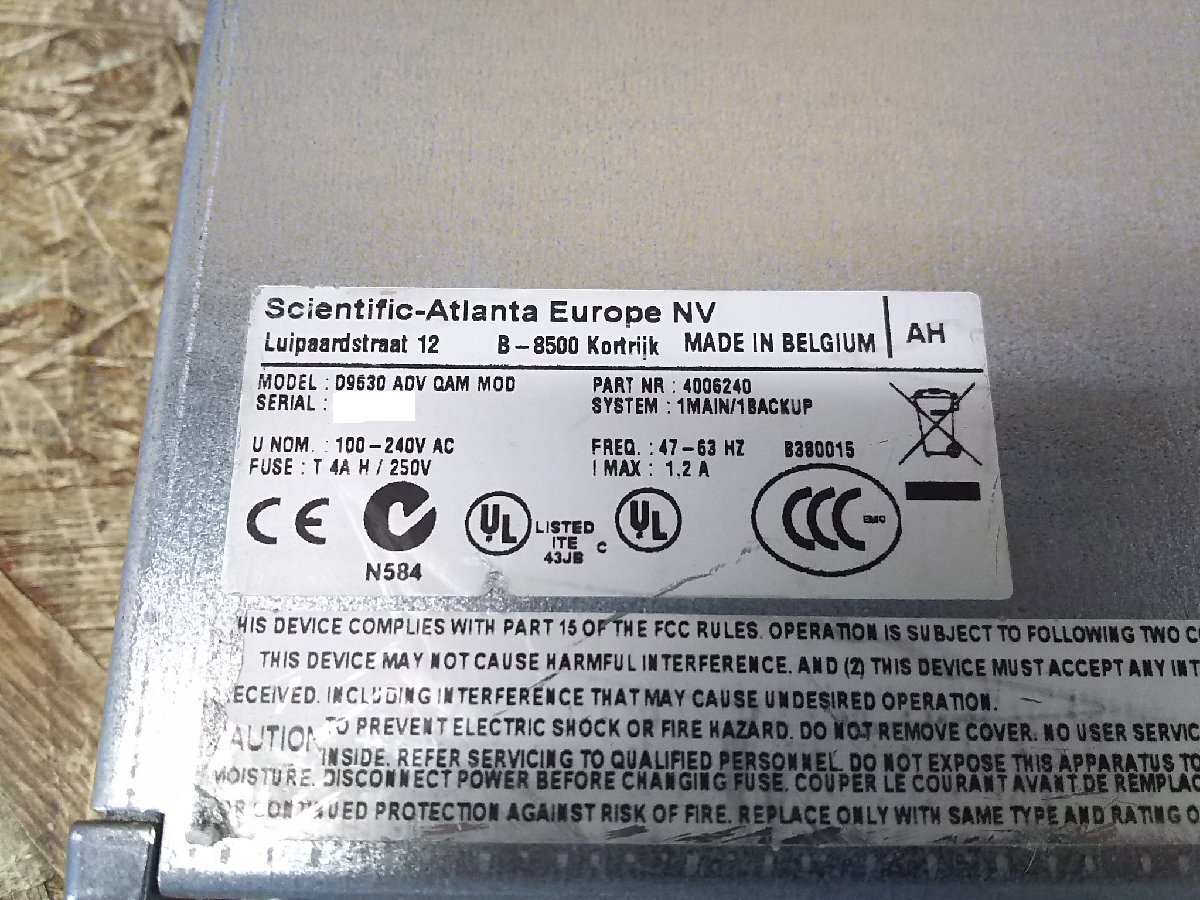 Scientific-Atlanta Europe NV
Luipaardstraat 12 B-8500 Kortrijk MADE IN BELGIUM AH
MODEL : D9630 ADV QAM MOD PART NR : 4006240
SERIAL : SYSTEM : 1MAIN/1BACKUP
U NOM. : 100-240V AC FREQ. : 47-63 HZ B380015
FUSE : T 4A H / 250V I MAX : 1,2 A
CE UL LISTED UL CCC EMC
ITE C
43JB
N584
HIS DEVICE COMPLIES WITH PART 15 OF THE FCC RULES. OPERATION IS SUBJECT TO FOLLOWING TWO C
THIS DEVICE MAY NOT CAUSE HARMFUL INTERFERENCE. AND (2) THIS DEVICE MUST ACCEPT ANY INT
ECEIVED. INCLUDING INTERFERENCE THAT MAY CAUSE UNDESIRED OPERATION.
AUTION TO PREVENT ELECTRIC SHOCK OR FIRE HAZARD. DO NOT REMOVE COVER. NO USER SERVIC
INSIDE. REFER SERVICING TO QUALIFIED PERSONNEL. DO NOT EXPOSE THIS APPARATUS TO
MOISTURE. DISCONNECT POWER BEFORE CHANGING FUSE. COUPER LE COURANT AVANT DE REMPLAC
OR CONTINUED PROTECTION AGAINST RISK OF FIRE. REPLACE ONLY WITH SAME TYPE AND RATING O